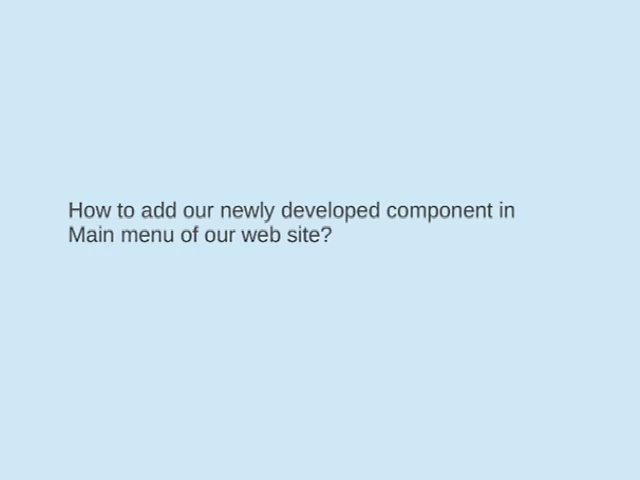 How to add our newly developed component in
Main menu of our web site?